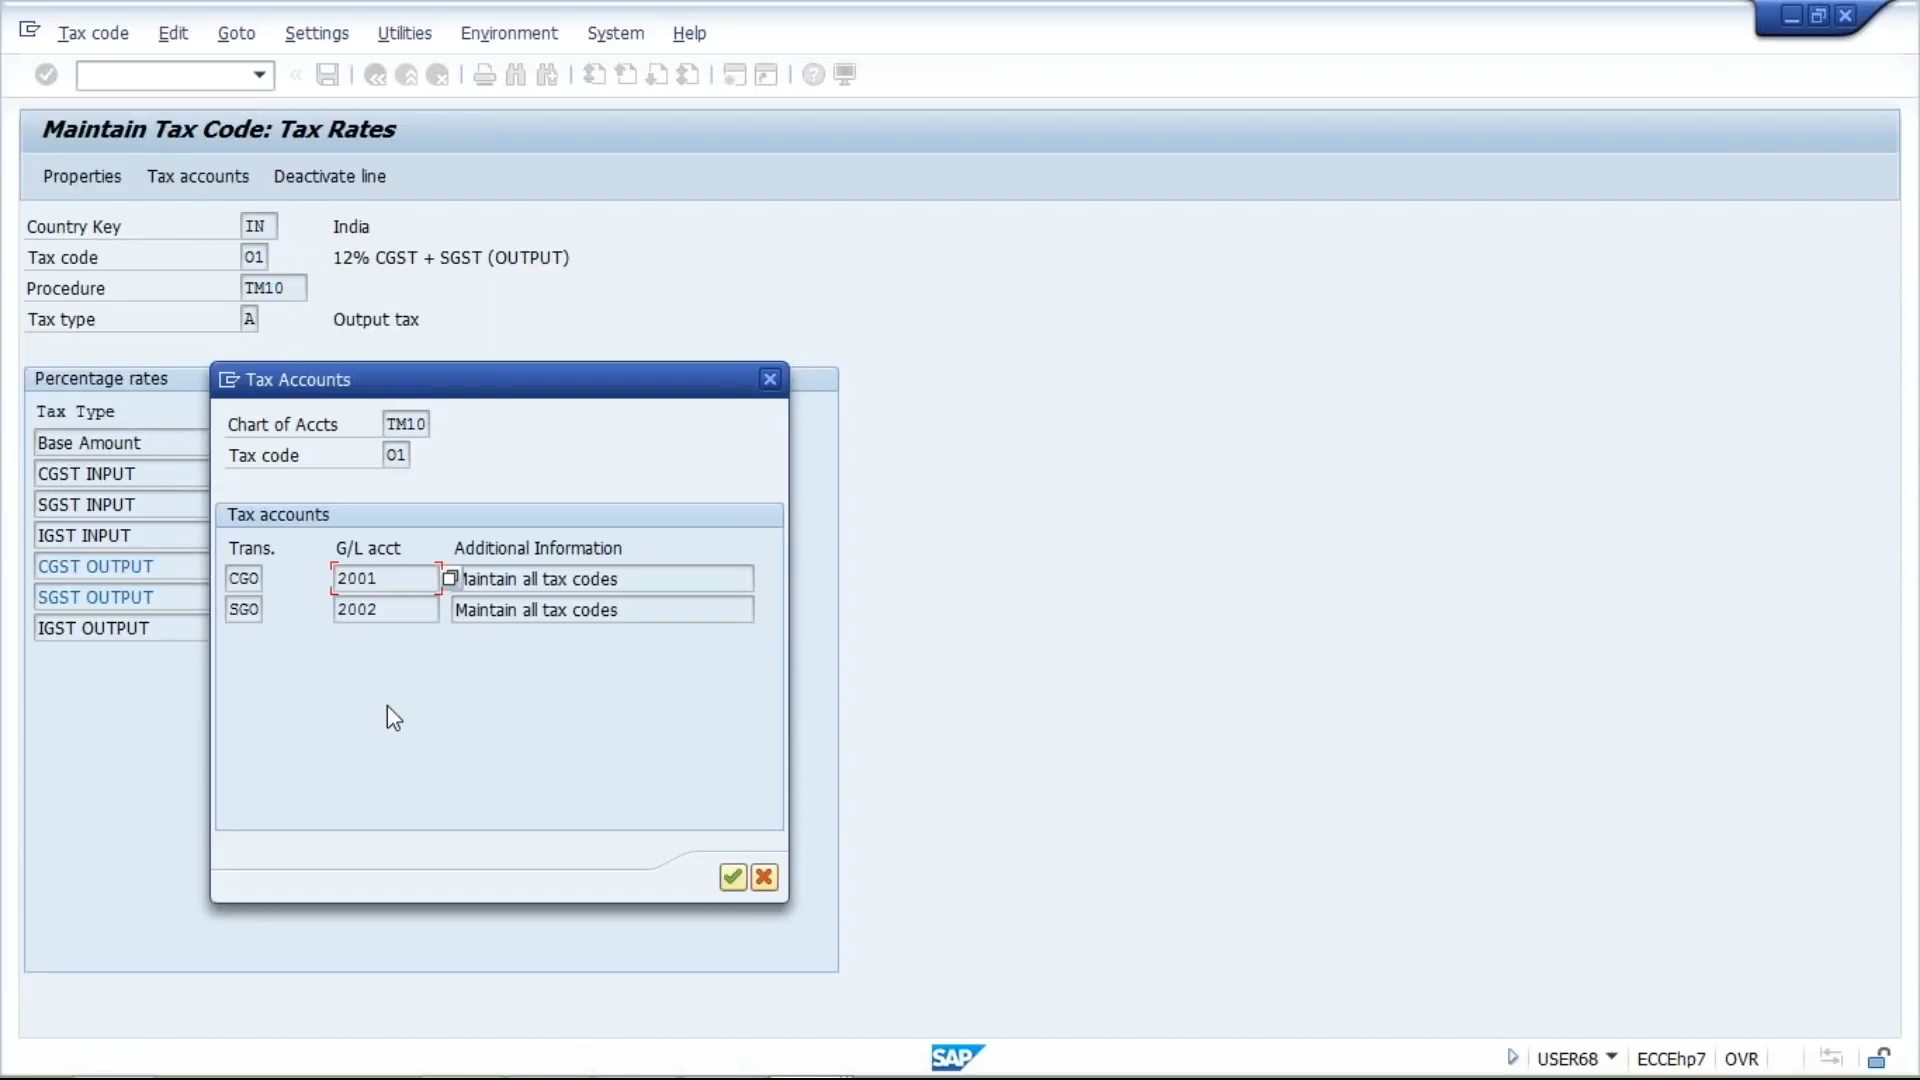 Tax code Edit Goto Settings Utilities Environment System Help
Maintain Tax Code: Tax Rates
Properties Tax accounts Deactivate line
Country Key IN India
Tax code O1 12% CGST + SGST (OUTPUT)
Procedure TM10
Tax type A Output tax
Percentage rates
Tax Type
Base Amount
CGST INPUT
SGST INPUT
IGST INPUT
CGST OUTPUT
SGST OUTPUT
IGST OUTPUT
Tax Accounts
Chart of Accts TM10
Tax code O1
Tax accounts
Trans. G/L acct Additional Information
CGO 2001 Maintain all tax codes
SGO 2002 Maintain all tax codes
SAP USER68 ECCEhp7 OVR